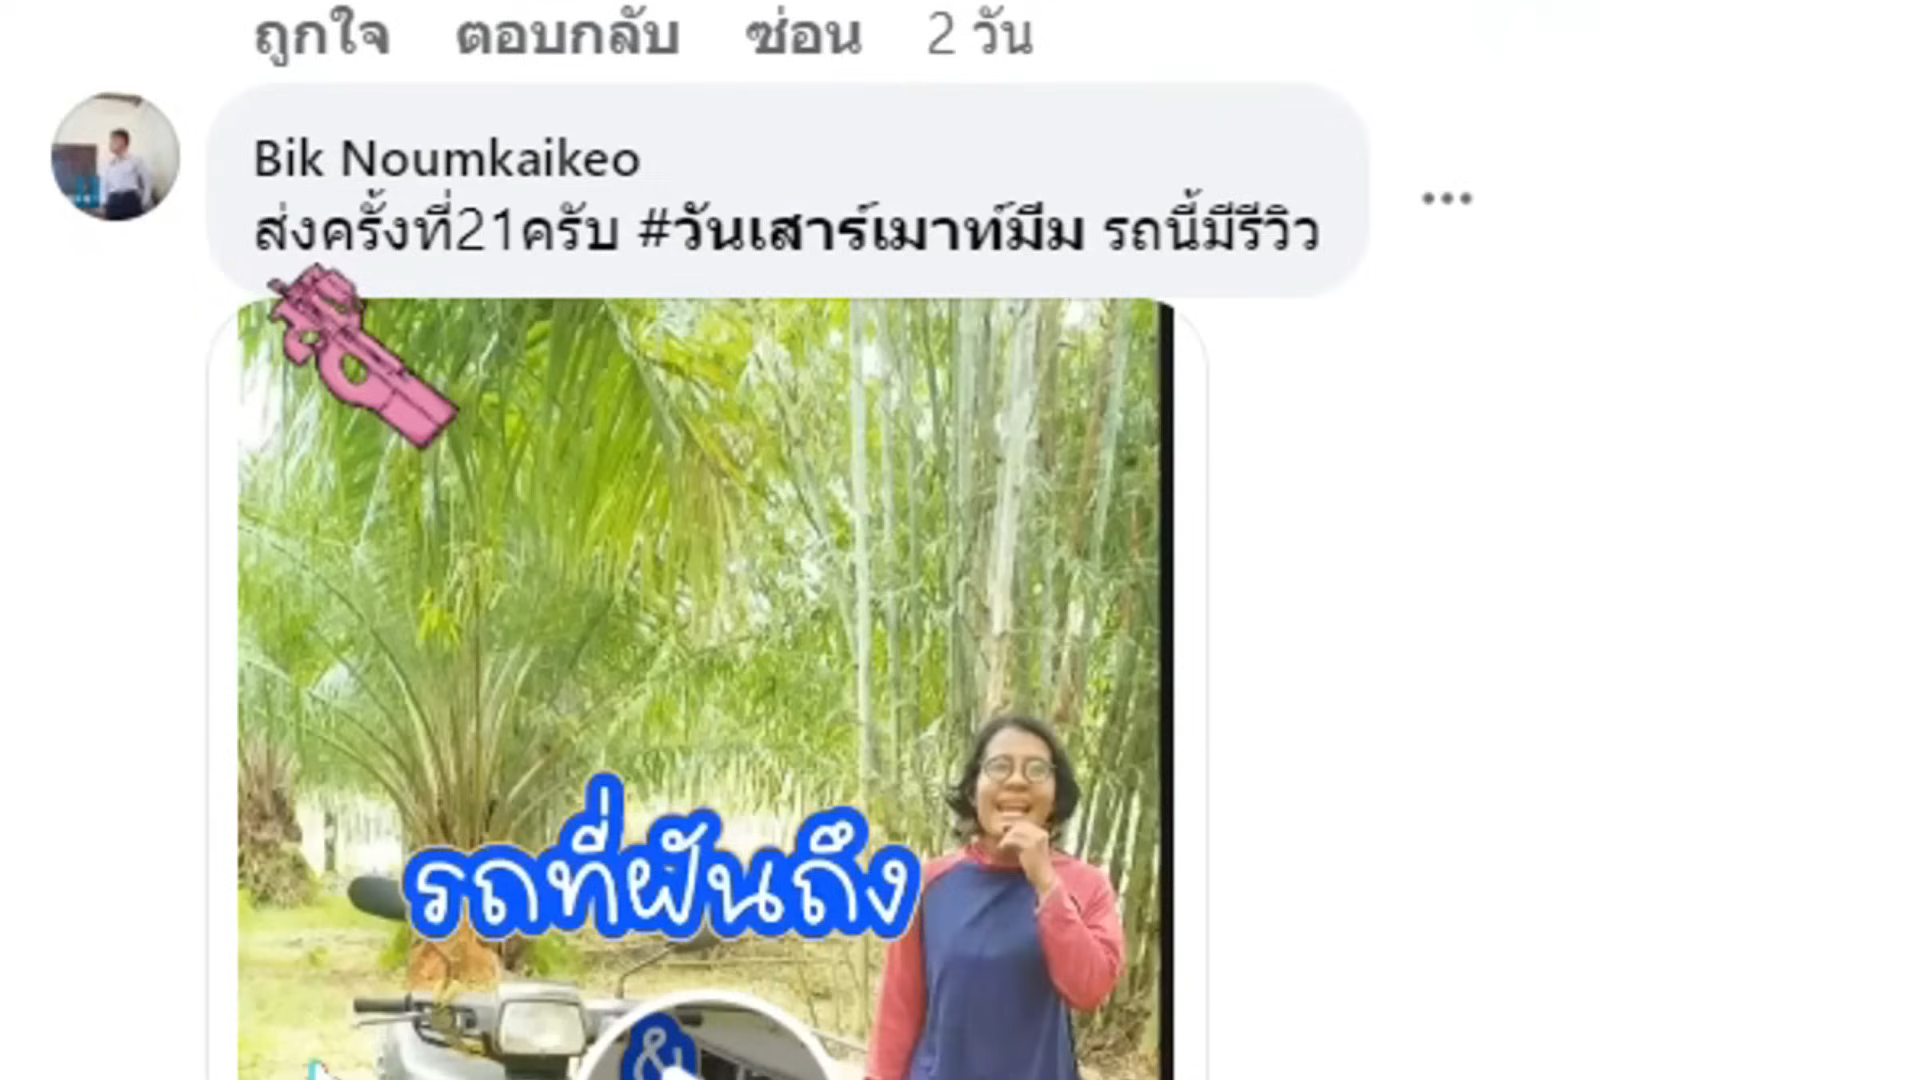 ถูกใจ ตอบกลับ ซ่อน 2 วัน
Bik Noumkaikeo
ส่งครั้งที่21ครับ #วันเสาร์เมาท์มีม รถนี้มีรีวิว
รถที่ฝันถึง
&